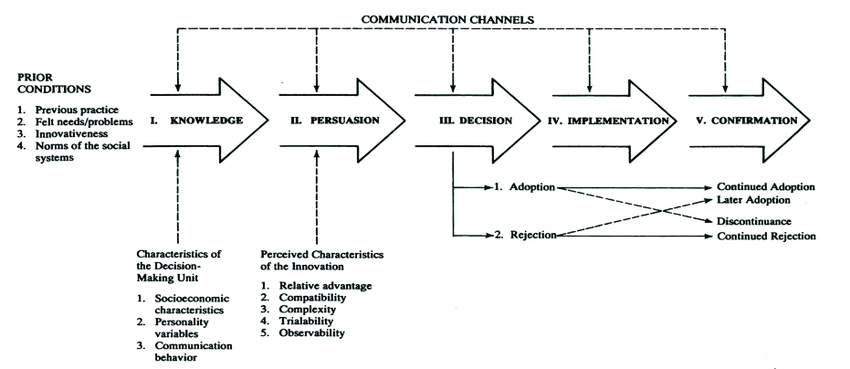 COMMUNICATION CHANNELS
PRIOR
CONDITIONS
1. Previous practice
2. Felt needs/problems
3. Innovativeness
4. Norms of the social
systems
I. KNOWLEDGE
II. PERSUASION
III. DECISION
IV. IMPLEMENTATION
V. CONFIRMATION
1. Adoption
2. Rejection
Continued Adoption
Later Adoption
Discontinuance
Continued Rejection
Characteristics of
the Decision-
Making Unit
1. Socioeconomic
characteristics
2. Personality
variables
3. Communication
behavior
Perceived Characteristics
of the Innovation
1. Relative advantage
2. Compatibility
3. Complexity
4. Trialability
5. Observability